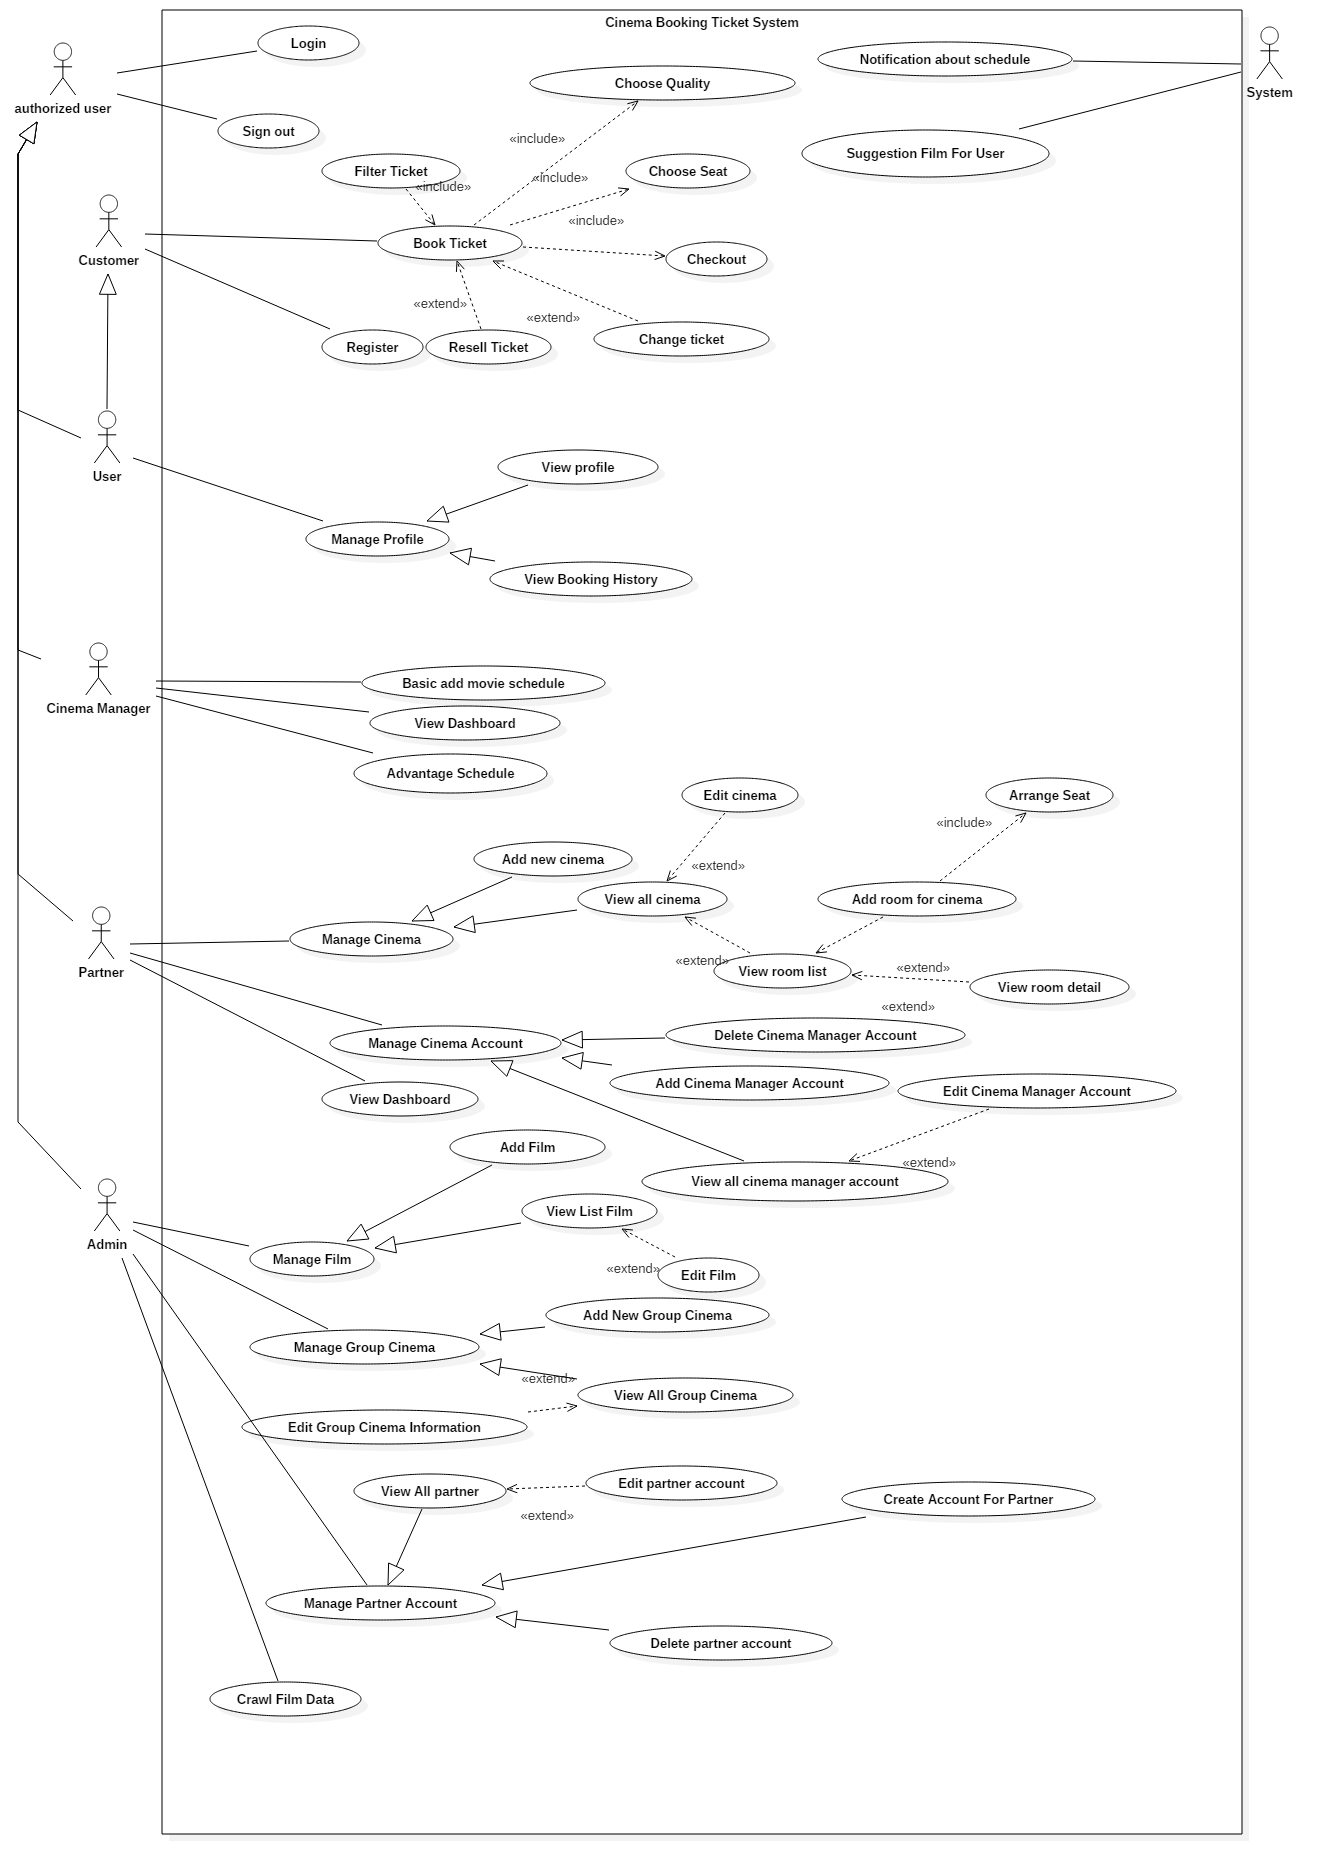 Cinema Booking Ticket System
Login
Notification about schedule
Choose Quality
System
authorized user
Sign out
«include»
Suggestion Film For User
Filter Ticket
«include»
Choose Seat
«include»
«include»
Book Ticket
Customer
Checkout
«extend»
«extend»
Change ticket
Register
Resell Ticket
User
View profile
Manage Profile
View Booking History
Basic add movie schedule
Cinema Manager
View Dashboard
Advantage Schedule
Edit cinema
Arrange Seat
«include»
Add new cinema
«extend»
View all cinema
Add room for cinema
Manage Cinema
«extend»
Partner
View room list
«extend»
View room detail
«extend»
Delete Cinema Manager Account
Manage Cinema Account
Add Cinema Manager Account
Edit Cinema Manager Account
View Dashboard
Add Film
«extend»
View all cinema manager account
View List Film
Admin
Manage Film
«extend»
Edit Film
Add New Group Cinema
Manage Group Cinema
«extend»
View All Group Cinema
Edit Group Cinema Information
View All partner
Edit partner account
Create Account For Partner
«extend»
Manage Partner Account
Delete partner account
Crawl Film Data